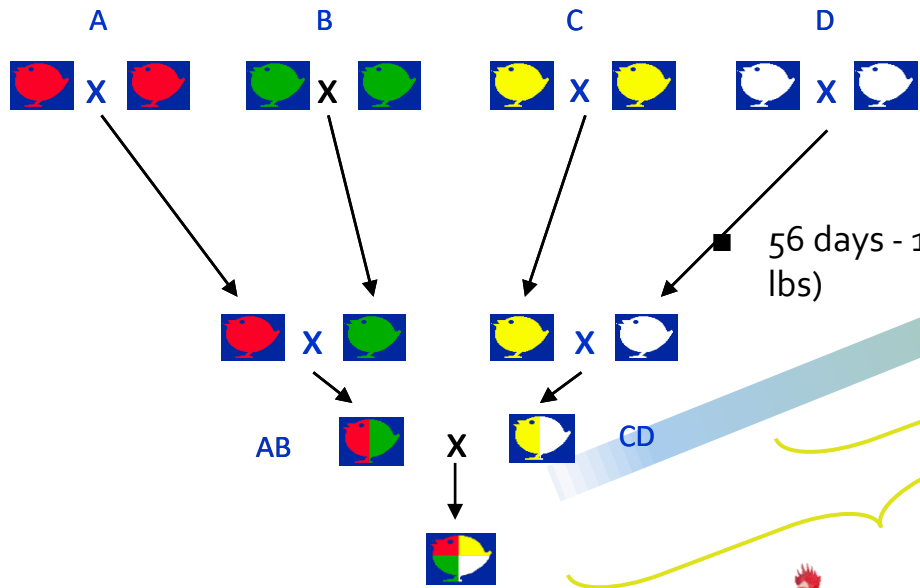 A B C D
X X X X
■ 56 days - 1
lbs)
X X
AB X CD